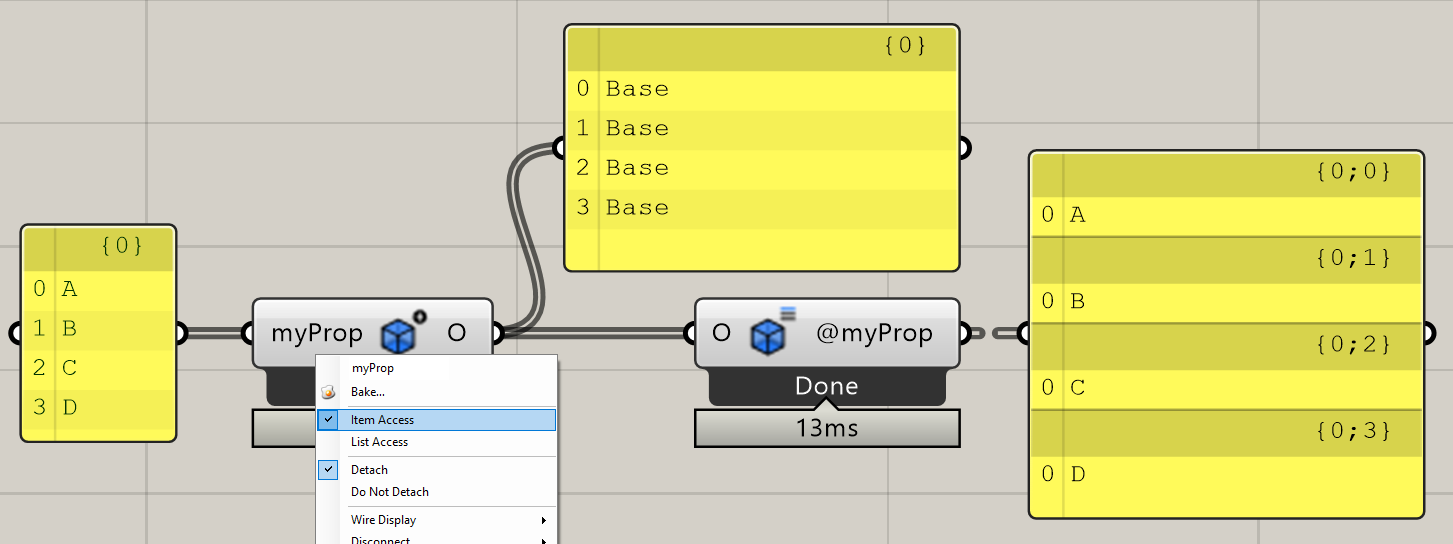 {0}
0 A
1 B
2 C
3 D
myProp O
myProp
Bake...
Item Access
List Access
Detach
Do Not Detach
Wire Display
Disconnect
{0}
0 Base
1 Base
2 Base
3 Base
O @myProp
Done
13ms
{0;0}
0 A
{0;1}
0 B
{0;2}
0 C
{0;3}
0 D